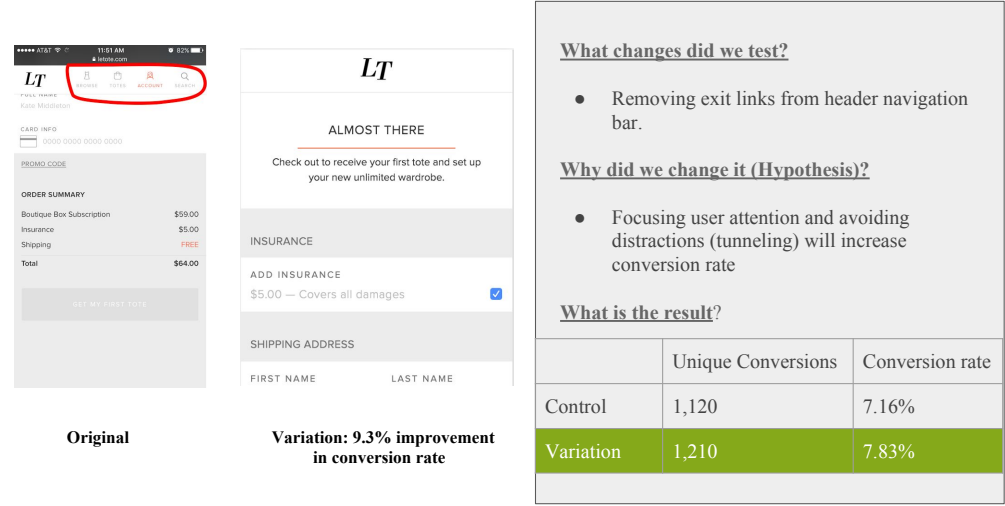 ●●●●● AT&T 11:51 AM 82%
letote.com
LT
BROWSE TOTES ACCOUNT SEARCH
FULL NAME
Kate Middleton
CARD INFO
0000 0000 0000 0000
PROMO CODE
ORDER SUMMARY
Boutique Box Subscription $59.00
Insurance $5.00
Shipping FREE
Total $64.00
GET MY FIRST TOTE
Original
LT
ALMOST THERE
Check out to receive your first tote and set up
your new unlimited wardrobe.
INSURANCE
ADD INSURANCE
$5.00 — Covers all damages
SHIPPING ADDRESS
FIRST NAME LAST NAME
Variation: 9.3% improvement
in conversion rate
What changes did we test?
● Removing exit links from header navigation
bar.
Why did we change it (Hypothesis)?
● Focusing user attention and avoiding
distractions (tunneling) will increase
conversion rate
What is the result?
Unique Conversions Conversion rate
Control 1,120 7.16%
Variation 1,210 7.83%